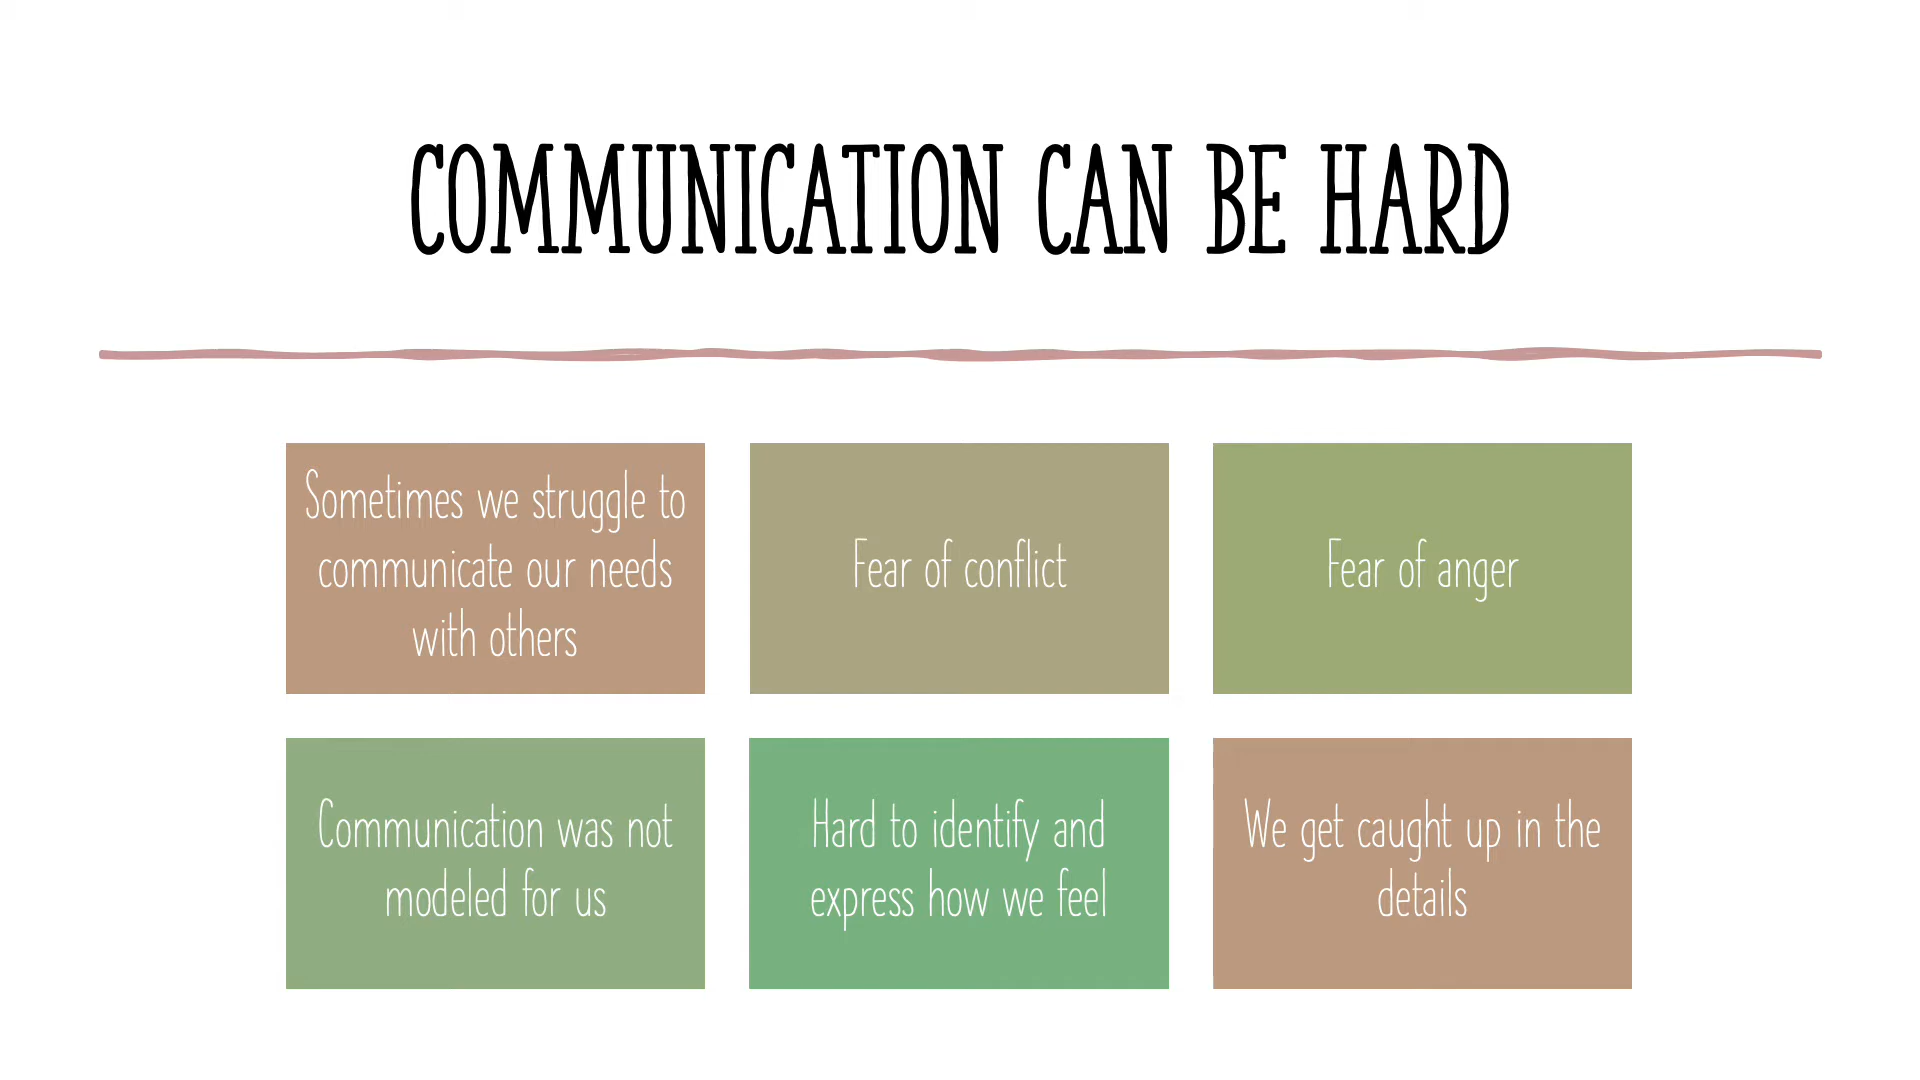 COMMUNICATION CAN BE HARD
Sometimes we struggle to
communicate our needs
with others
Fear of conflict
Fear of anger
Communication was not
modeled for us
Hard to identify and
express how we feel
We get caught up in the
details